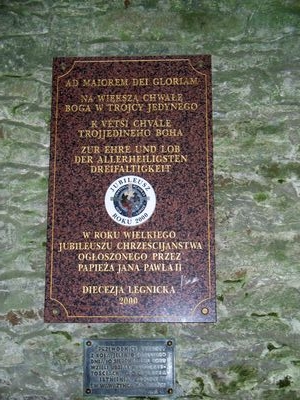 AD MAIOREM DEI GLORIAM
NA WIĘKSZĄ CHWAŁĘ
BOGA W TRÓJCY JEDYNEGO
K VĚTŠÍ CHVÁLE
TROJJEDINÉHO BOHA
ZUR EHRE UND LOB
DER ALLERHEILIGSTEN
DREIFALTIGKEIT
JUBILEUSZ
ROKU 2000
W ROKU WIELKIEGO
JUBILEUSZU CHRZEŚCIJAŃSTWA
OGŁOSZONEGO PRZEZ
PAPIEŻA JANA PAWŁA II
DIECEZJA LEGNICKA
2000